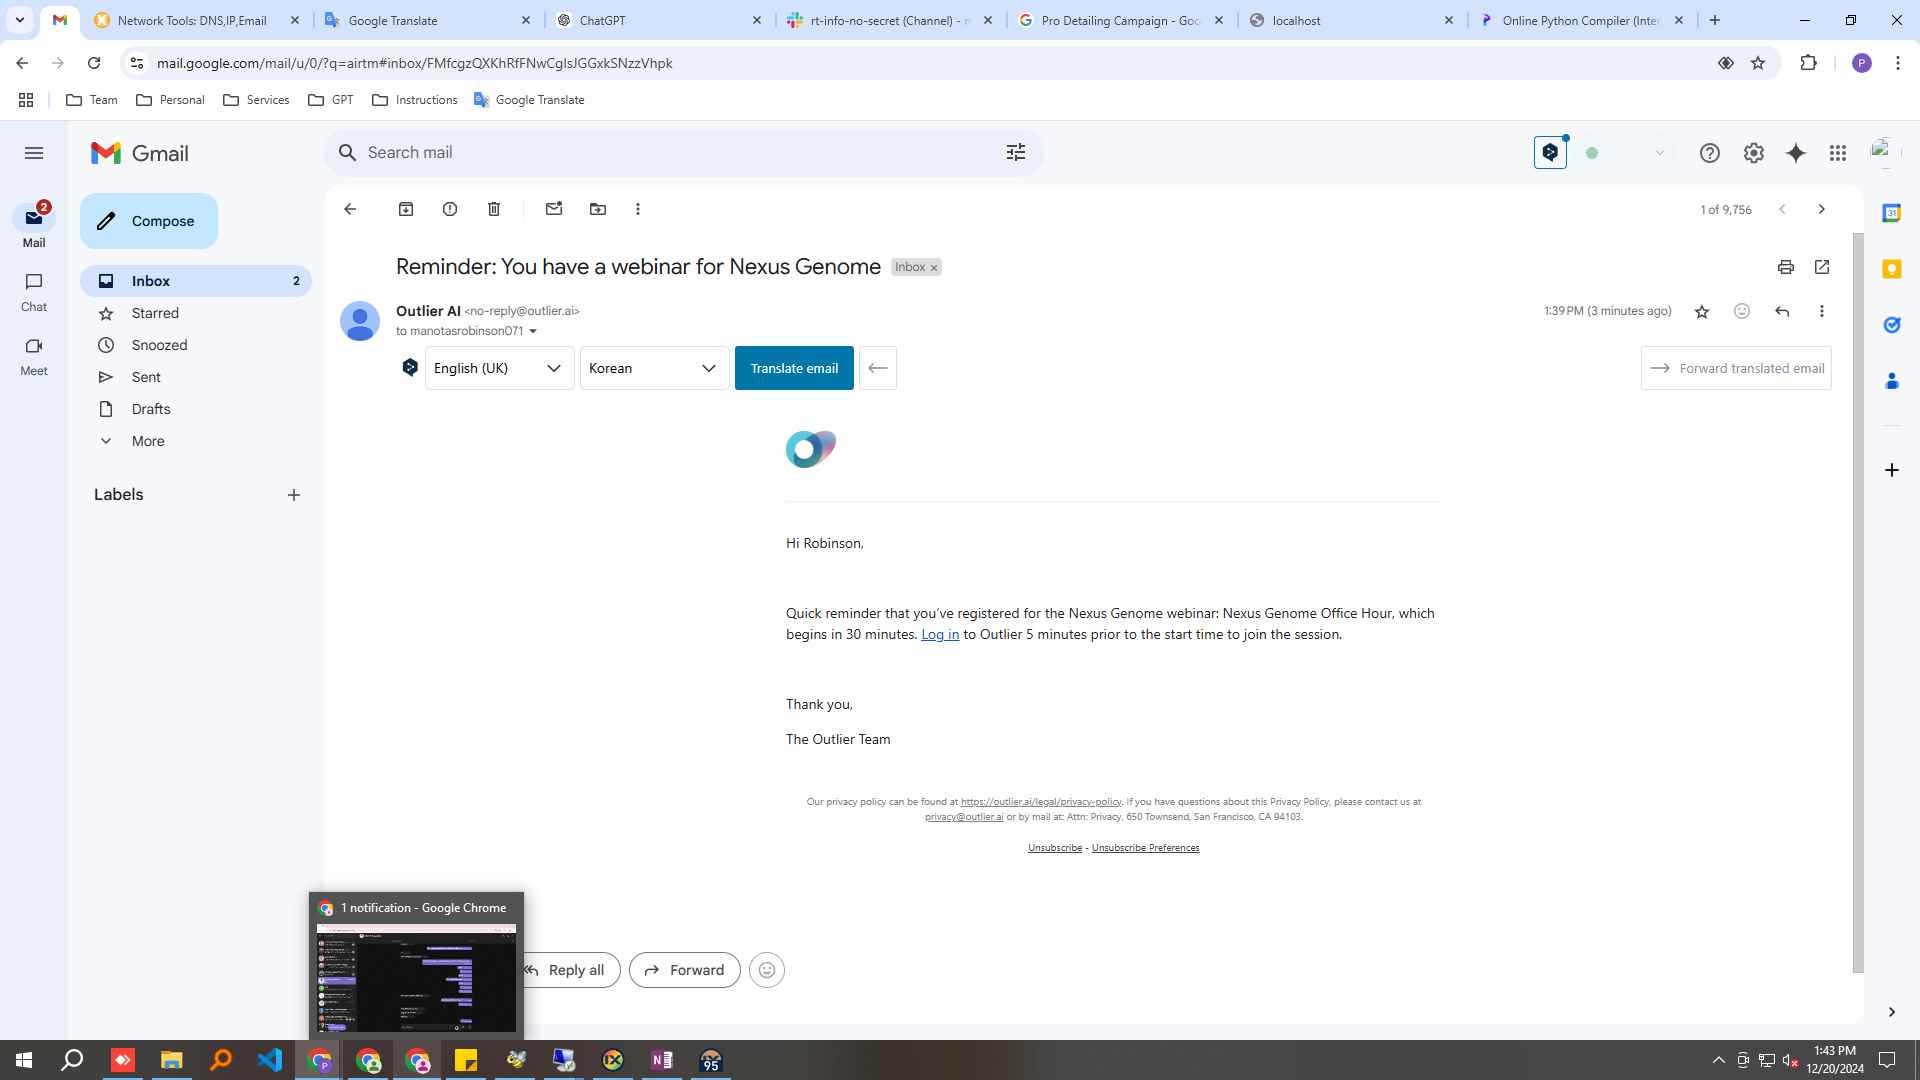 Network Tools: DNS,IP,Email
Google Translate
ChatGPT
rt-info-no-secret (Channel) -
Pro Detailing Campaign - Goo
localhost
Online Python Compiler (Inter
mail.google.com/mail/u/0/?q=airtm#inbox/FMfcgzQXKhRfFNwCglsJGGxkSNzzVhpk
P
Team
Personal
Services
GPT
Instructions
Google Translate
Gmail
Search mail
2
Mail
Chat
Meet
Compose
Inbox 2
Starred
Snoozed
Sent
Drafts
More
Labels
1 of 9,756
Reminder: You have a webinar for Nexus Genome
Inbox ×
Outlier AI <no-reply@outlier.ai>
1:39 PM (3 minutes ago)
to manotasrobinson071
English (UK)
Korean
Translate email
Forward translated email
Hi Robinson,
Quick reminder that you've registered for the Nexus Genome webinar: Nexus Genome Office Hour, which
begins in 30 minutes. Log in to Outlier 5 minutes prior to the start time to join the session.
Thank you,
The Outlier Team
Our privacy policy can be found at https://outlier.ai/legal/privacy-policy. If you have questions about this Privacy Policy, please contact us at
privacy@outlier.ai or by mail at: Attn: Privacy, 650 Townsend, San Francisco, CA 94103.
Unsubscribe - Unsubscribe Preferences
1 notification - Google Chrome
Reply all
Forward
31
P
N
95
1:43 PM
12/20/2024